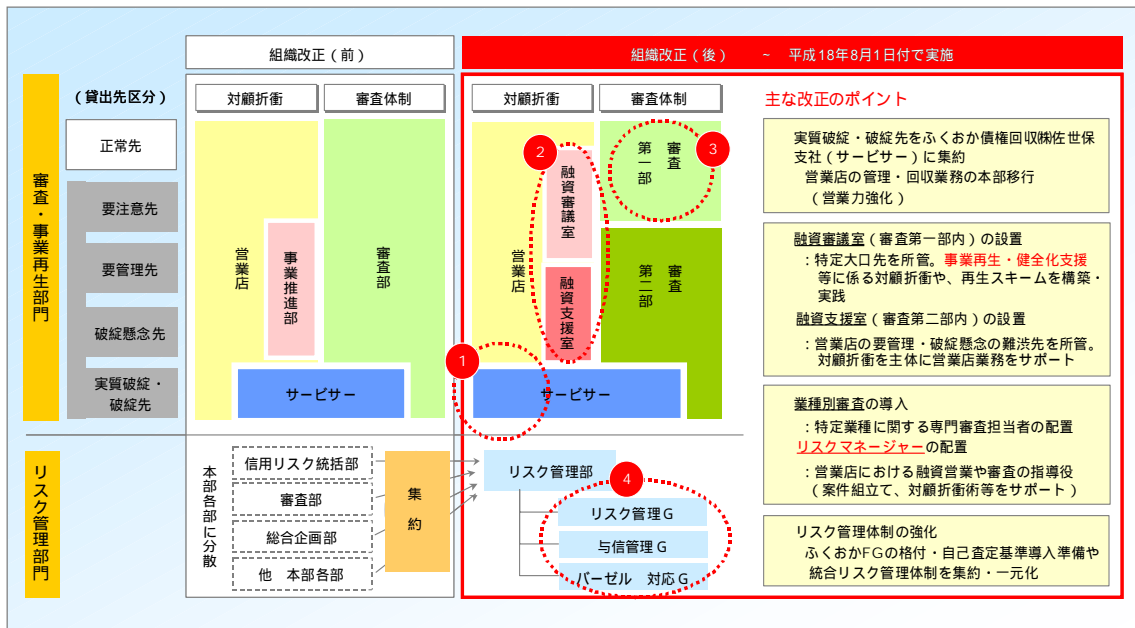 組織改正（前）
組織改正（後） ～ 平成18年8月1日付で実施
審査・事業再生部門
（貸出先区分）
正常先
要注意先
要管理先
破綻懸念先
実質破綻・
破綻先
対顧折衝
審査体制
営業店
事業推進部
審査部
サービサー
対顧折衝
審査体制
営業店
2
融資審議室
融資支援室
3
審査
第一部
審査
第二部
1
サービサー
リスク管理部門
本部各部に分散
信用リスク統括部
審査部
総合企画部
他 本部各部
集約
リスク管理部
4
リスク管理G
与信管理G
バーゼル 対応G
主な改正のポイント
実質破綻・破綻先をふくおか債権回収㈱佐世保
支社（サービサー）に集約
営業店の管理・回収業務の本部移行
（営業力強化）
融資審議室（審査第一部内）の設置
：特定大口先を所管。事業再生・健全化支援
等に係る対顧折衝や、再生スキームを構築・
実践
融資支援室（審査第二部内）の設置
：営業店の要管理・破綻懸念の難渋先を所管。
対顧折衝を主体に営業店業務をサポート
業種別審査の導入
：特定業種に関する専門審査担当者の配置
リスクマネージャーの配置
：営業店における融資営業や審査の指導役
（案件組立て、対顧折衝術等をサポート）
リスク管理体制の強化
ふくおかFGの格付・自己査定基準導入準備や
統合リスク管理体制を集約・一元化